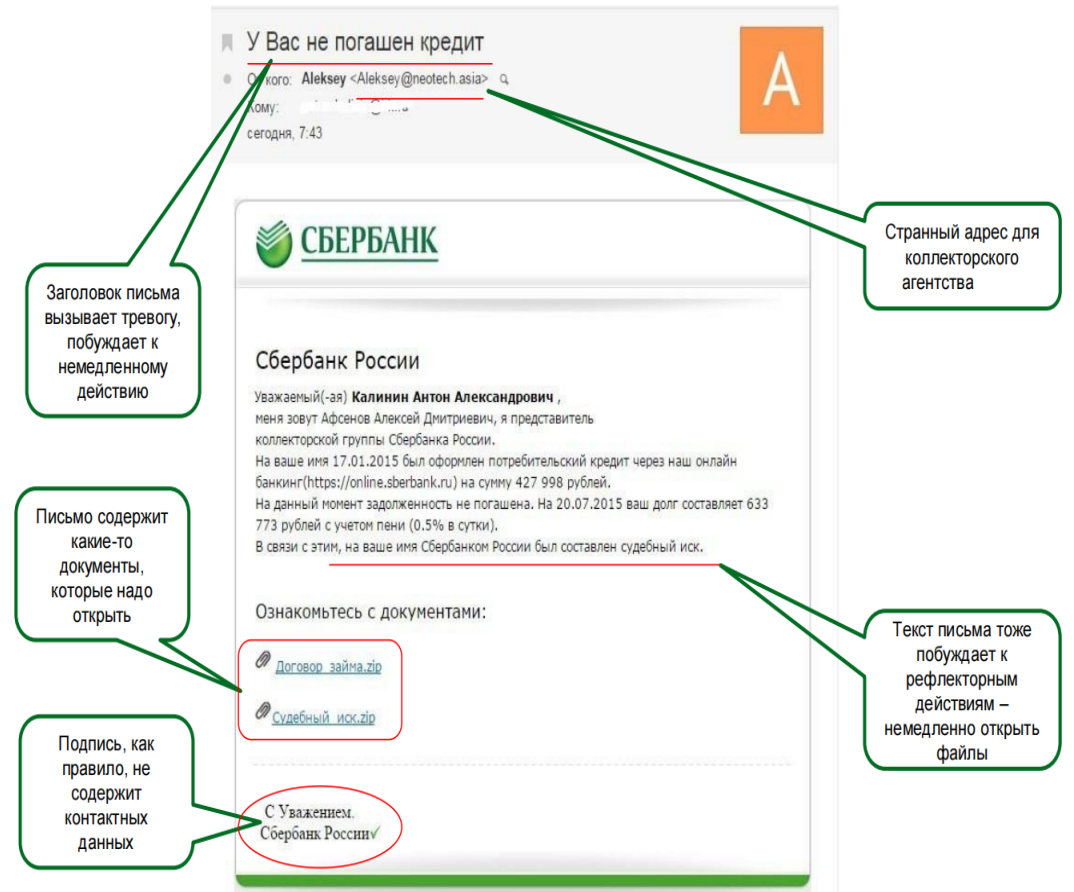 У Вас не погашен кредит
От кого: Aleksey <Aleksey@neotech.asia>
Кому:
сегодня, 7:43
A
СБЕРБАНК
Странный адрес для
коллекторского
агентства
Заголовок письма
вызывает тревогу,
побуждает к
немедленному
действию
Сбербанк России
Уважаемый(-ая) Калинин Антон Александрович ,
меня зовут Афсенов Алексей Дмитриевич, я представитель
коллекторской группы Сбербанка России.
На ваше имя 17.01.2015 был оформлен потребительский кредит через наш онлайн
банкинг(https://online.sberbank.ru) на сумму 427 998 рублей.
На данный момент задолженность не погашена. На 20.07.2015 ваш долг составляет 633
773 рублей с учетом пени (0.5% в сутки).
В связи с этим, на ваше имя Сбербанком России был составлен судебный иск.
Письмо содержит
какие-то
документы,
которые надо
открыть
Ознакомьтесь с документами:
Договор займа.zip
Судебный иск.zip
Текст письма тоже
побуждает к
рефлекторным
действиям –
немедленно открыть
файлы
Подпись, как
правило, не
содержит
контактных
данных
С Уважением.
Сбербанк России